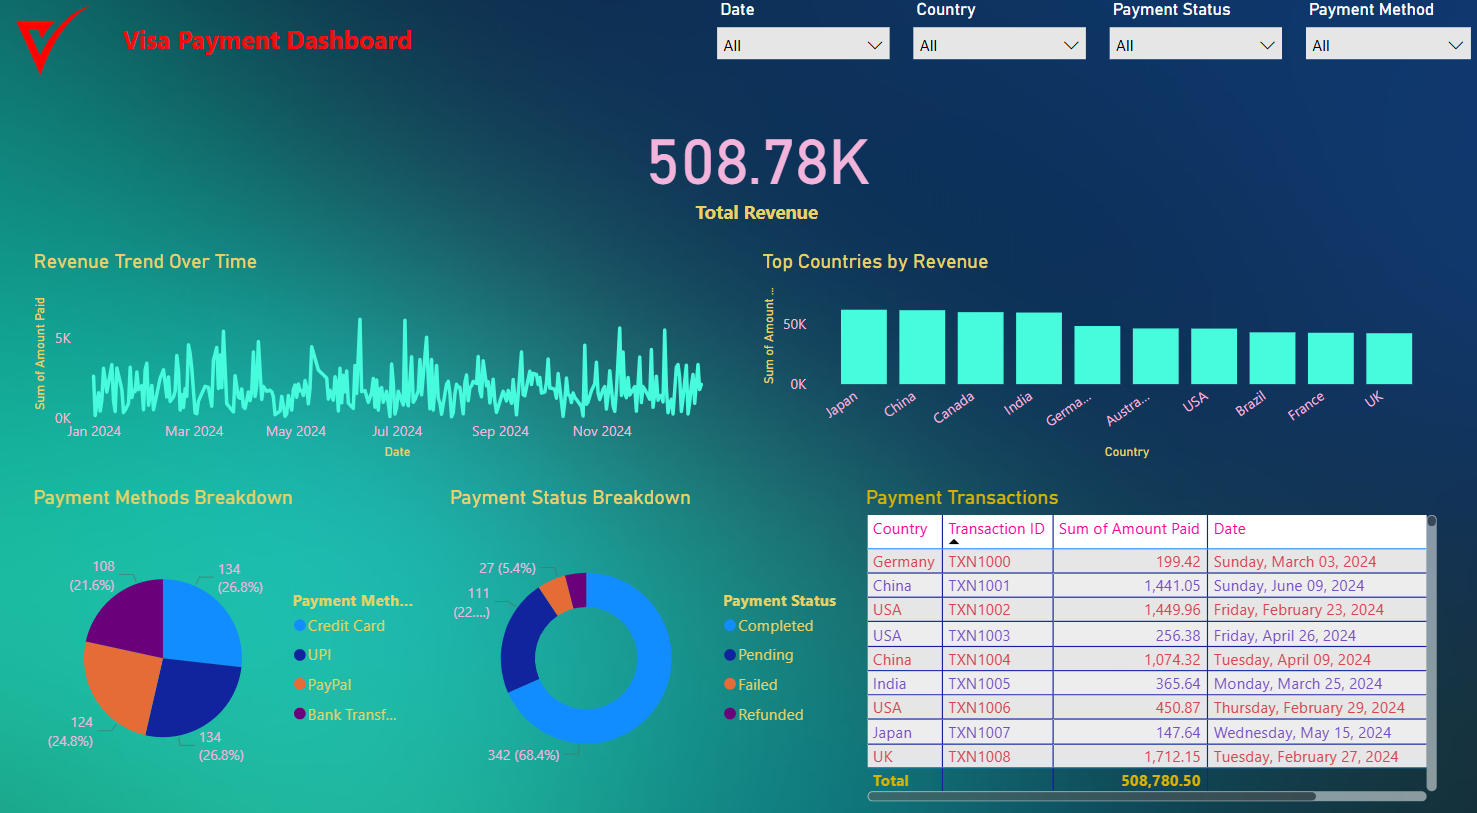 Visa Payment Dashboard
Date
Country
Payment Status
Payment Method
All
All
All
All
508.78K
Total Revenue
Revenue Trend Over Time
Sum of Amount Paid
5K
0K
Jan 2024
Mar 2024
May 2024
Jul 2024
Sep 2024
Nov 2024
Date
Top Countries by Revenue
Sum of Amount ...
50K
0K
Japan
China
Canada
India
Germa...
Austra...
USA
Brazil
France
UK
Country
Payment Methods Breakdown
108
(21.6%)
134
(26.8%)
124
(24.8%)
134
(26.8%)
Payment Meth...
Credit Card
UPI
PayPal
Bank Transf...
Payment Status Breakdown
27 (5.4%)
111
(22....)
342 (68.4%)
Payment Status
Completed
Pending
Failed
Refunded
Payment Transactions
Country Transaction ID Sum of Amount Paid Date
Germany TXN1000 199.42 Sunday, March 03, 2024
China TXN1001 1,441.05 Sunday, June 09, 2024
USA TXN1002 1,449.96 Friday, February 23, 2024
USA TXN1003 256.38 Friday, April 26, 2024
China TXN1004 1,074.32 Tuesday, April 09, 2024
India TXN1005 365.64 Monday, March 25, 2024
USA TXN1006 450.87 Thursday, February 29, 2024
Japan TXN1007 147.64 Wednesday, May 15, 2024
UK TXN1008 1,712.15 Tuesday, February 27, 2024
Total 508,780.50